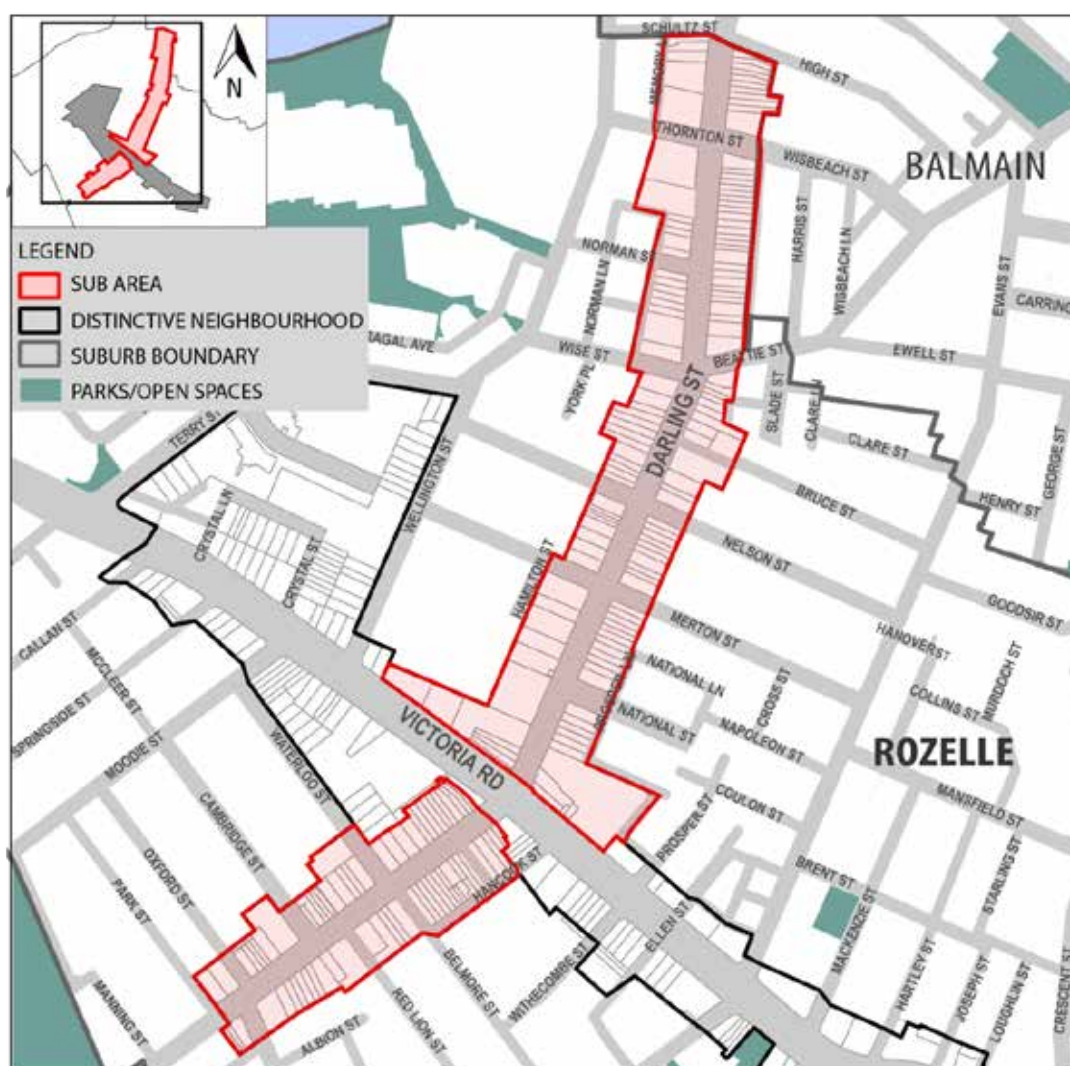 N
LEGEND
SUB AREA
DISTINCTIVE NEIGHBOURHOOD
SUBURB BOUNDARY
PARKS/OPEN SPACES
SCHULTZ ST
HIGH ST
THORNTON ST
WISBEACH ST
BALMAIN
HARRIS ST
WISBEACH LN
EVANS ST
NORMAN ST
NORMAN LN
YORK PL
WISE ST
BEATTIE ST
EWELL ST
SLADE ST
CLARE LN
CLARE ST
GEORGE ST
HENRY ST
TERRY ST
WELLINGTON ST
DARLING ST
BRUCE ST
NELSON ST
CRYSTAL LN
CRYSTAL ST
HAMILTON ST
MERTON ST
GOODSIR ST
HANOVER ST
CALLAN ST
MCCLEER ST
SPRINGSIDE ST
MOODIE ST
WATERLOO ST
VICTORIA RD
NATIONAL LN
NATIONAL ST
CROSS ST
NAPOLEON ST
COLLINS ST
MURDOCH ST
ROZELLE
MANSFIELD ST
COULON ST
PROSPER ST
CAMBRIDGE ST
OXFORD ST
PARK ST
HANCOCK ST
BRENT ST
STARLING ST
MACKENZIE ST
ELLEN ST
WITHECOMBE ST
BELMORE ST
RED LION ST
ALBION ST
MANNING ST
HARTLEY ST
JOSEPH ST
LOUGHLIN ST
CRESCENT ST